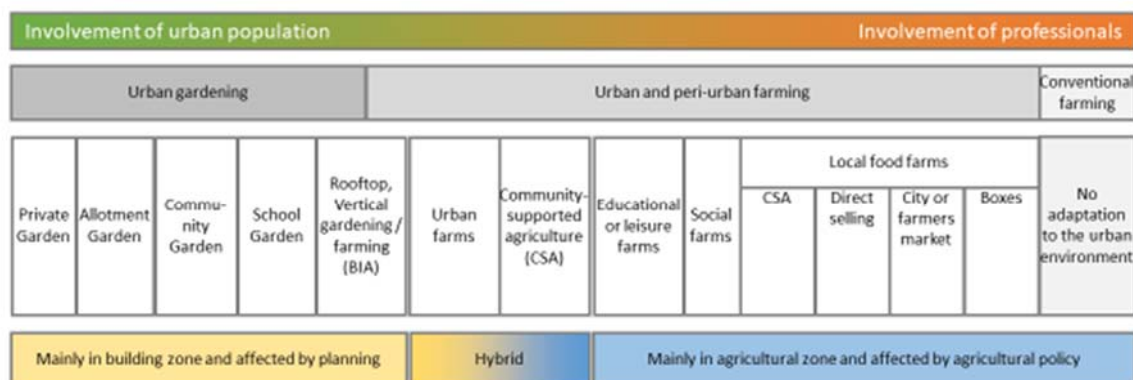 Involvement of urban population
Involvement of professionals
Urban gardening
Urban and peri-urban farming
Conventional
farming
Private
Garden
Allotment
Garden
Commu-
nity
Garden
School
Garden
Rooftop,
Vertical
gardening/
farming
(BIA)
Urban
farms
Community-
supported
agriculture
(CSA)
Educational
or leisure
farms
Social
farms
Local food farms
CSA
Direct
selling
City or
farmers
market
Boxes
No
adaptation
to the urban
environment
Mainly in building zone and affected by planning
Hybrid
Mainly in agricultural zone and affected by agricultural policy